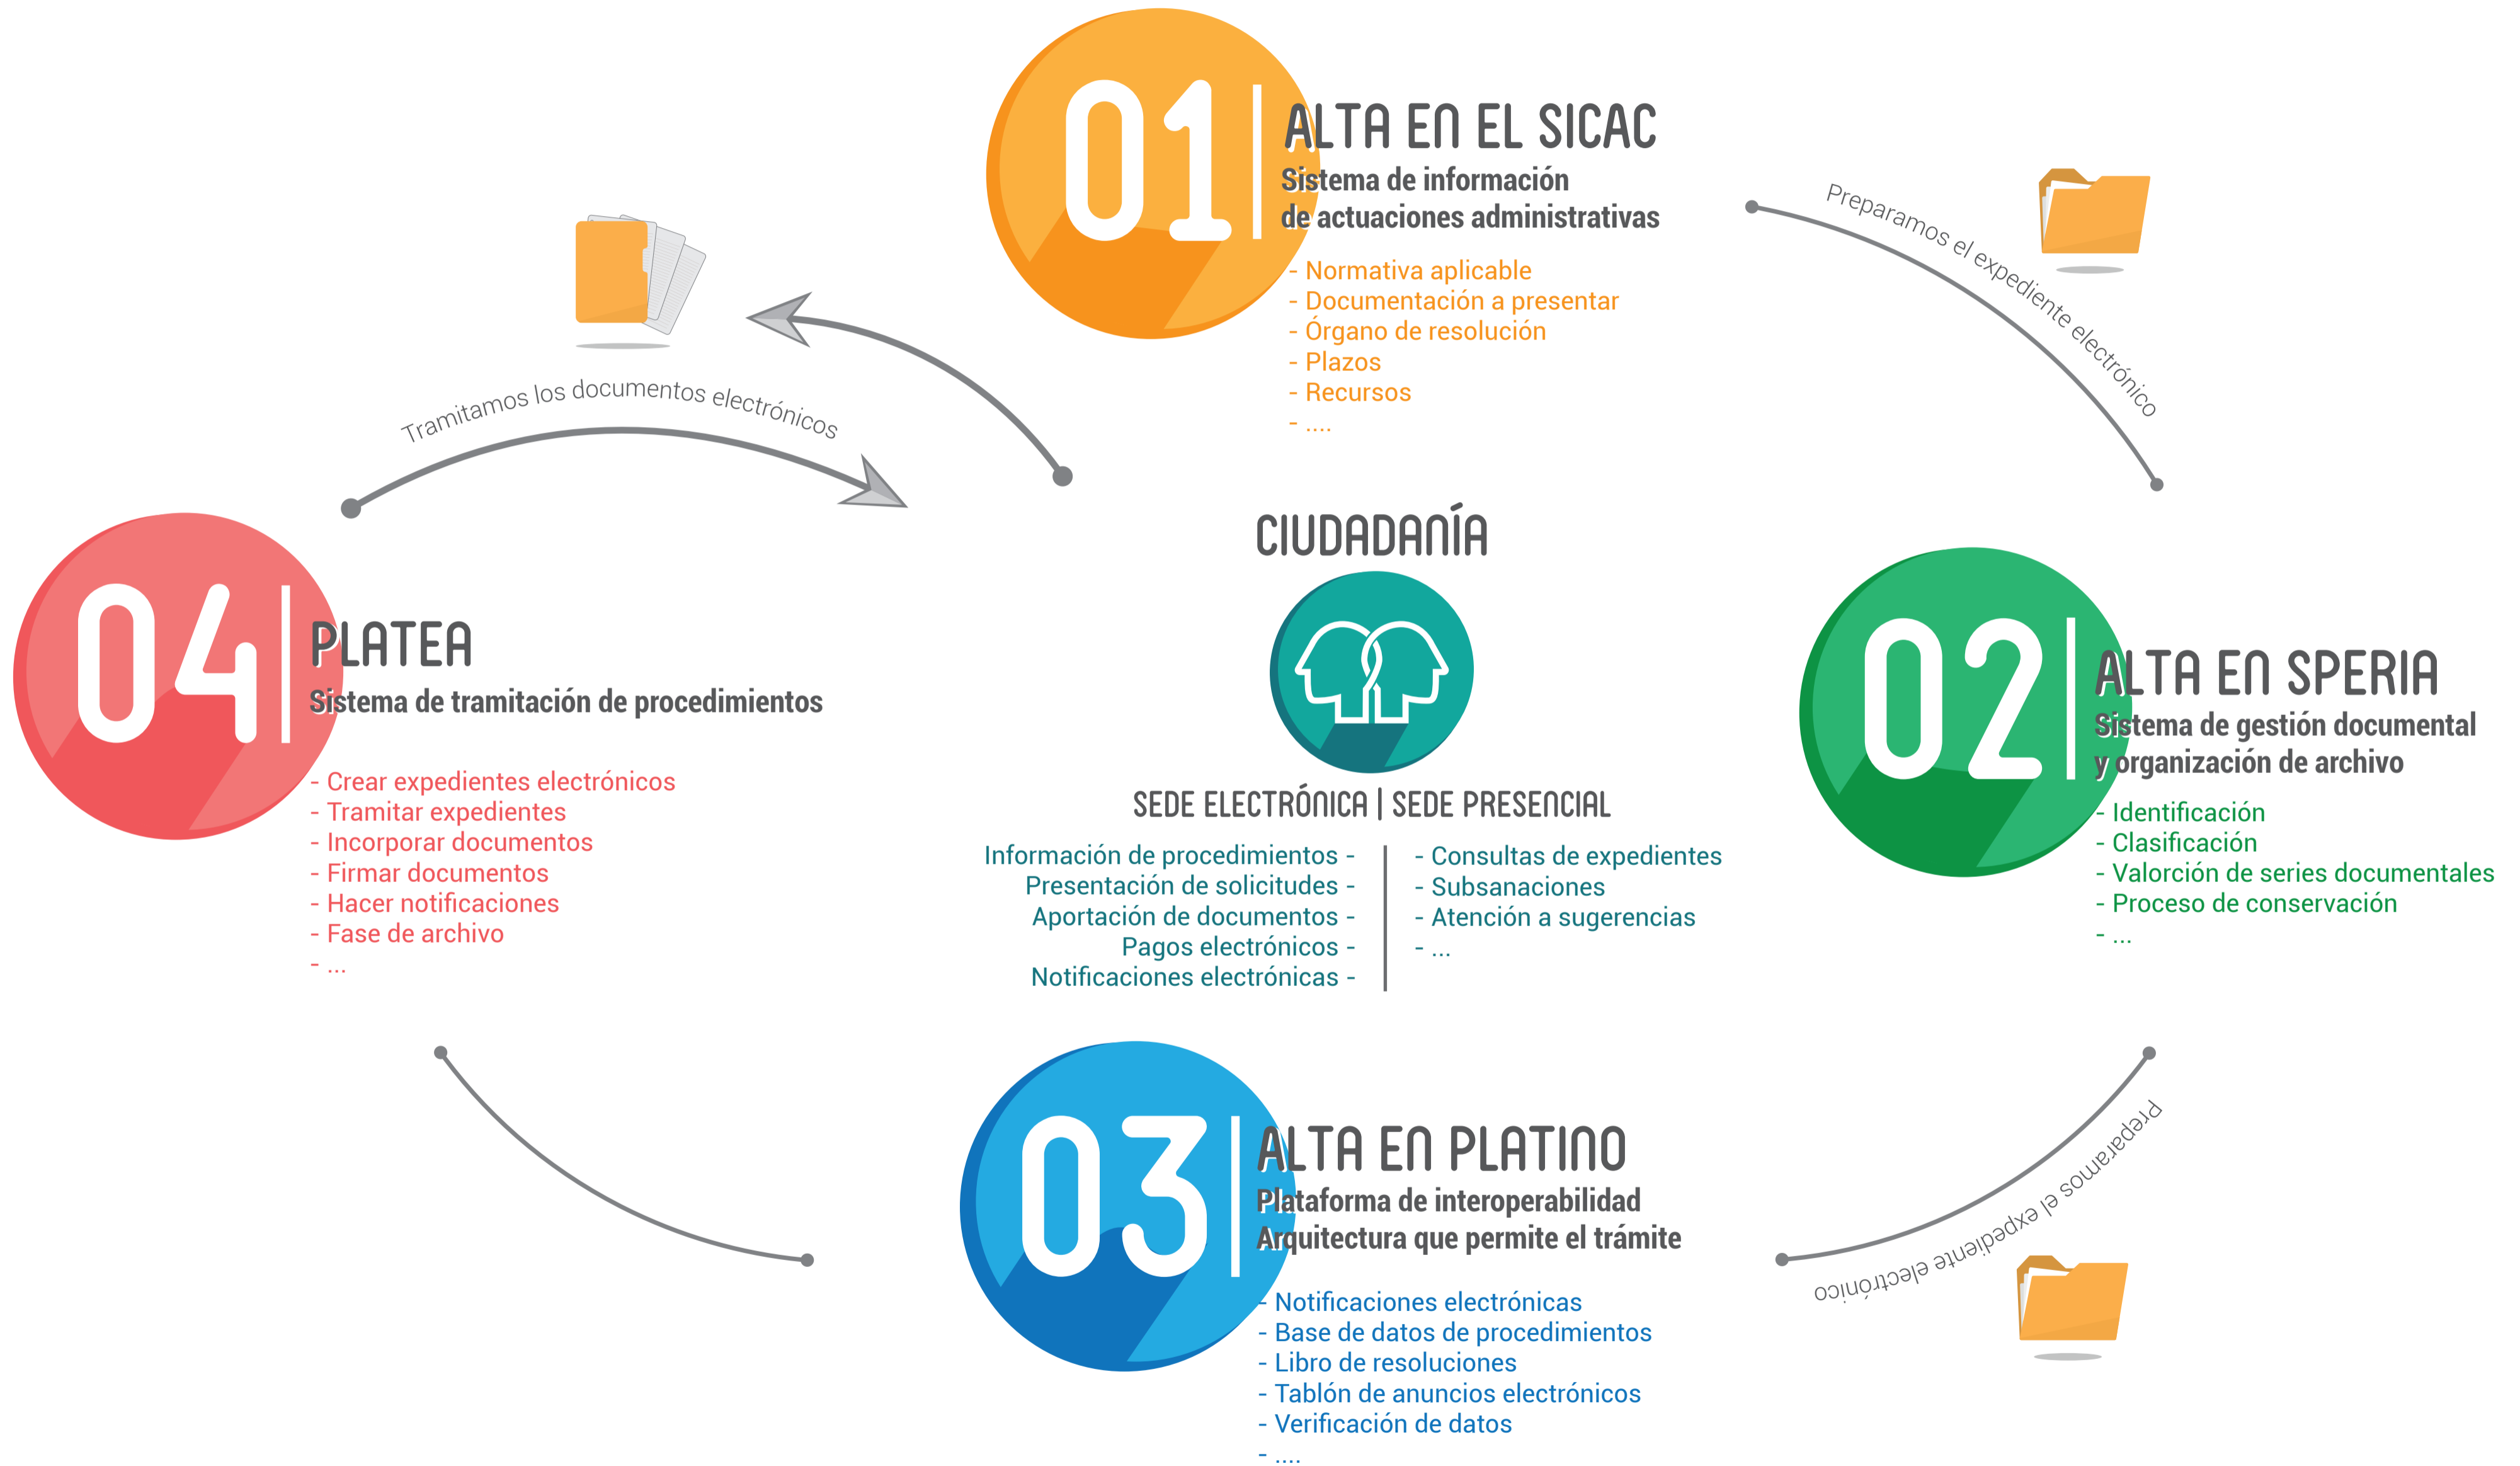 01
ALTA EN EL SICAC
Sistema de información
de actuaciones administrativas
- Normativa aplicable
- Documentación a presentar
- Órgano de resolución
- Plazos
- Recursos
- ....
Preparamos el expediente electrónico
Tramitamos los documentos electrónicos
04
PLATEA
Sistema de tramitación de procedimientos
- Crear expedientes electrónicos
- Tramitar expedientes
- Incorporar documentos
- Firmar documentos
- Hacer notificaciones
- Fase de archivo
- ...
CIUDADANÍA
SEDE ELECTRÓNICA | SEDE PRESENCIAL
Información de procedimientos -
Presentación de solicitudes -
Aportación de documentos -
Pagos electrónicos -
Notificaciones electrónicas -
- Consultas de expedientes
- Subsanaciones
- Atención a sugerencias
- ...
02
ALTA EN SPERIA
Sistema de gestión documental
y organización de archivo
- Identificación
- Clasificación
- Valorción de series documentales
- Proceso de conservación
- ...
03
ALTA EN PLATINO
Plataforma de interoperabilidad
Arquitectura que permite el trámite
- Notificaciones electrónicas
- Base de datos de procedimientos
- Libro de resoluciones
- Tablón de anuncios electrónicos
- Verificación de datos
- ....
Preparamos el expediente electrónico